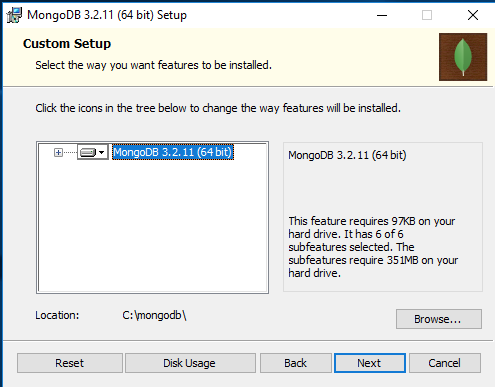 MongoDB 3.2.11 (64 bit) Setup
Custom Setup
Select the way you want features to be installed.
Click the icons in the tree below to change the way features will be installed.
MongoDB 3.2.11 (64 bit)
MongoDB 3.2.11 (64 bit)
This feature requires 97KB on your
hard drive. It has 6 of 6
subfeatures selected. The
subfeatures require 351MB on your
hard drive.
Location: C:\mongodb\
Browse...
Reset Disk Usage Back Next Cancel